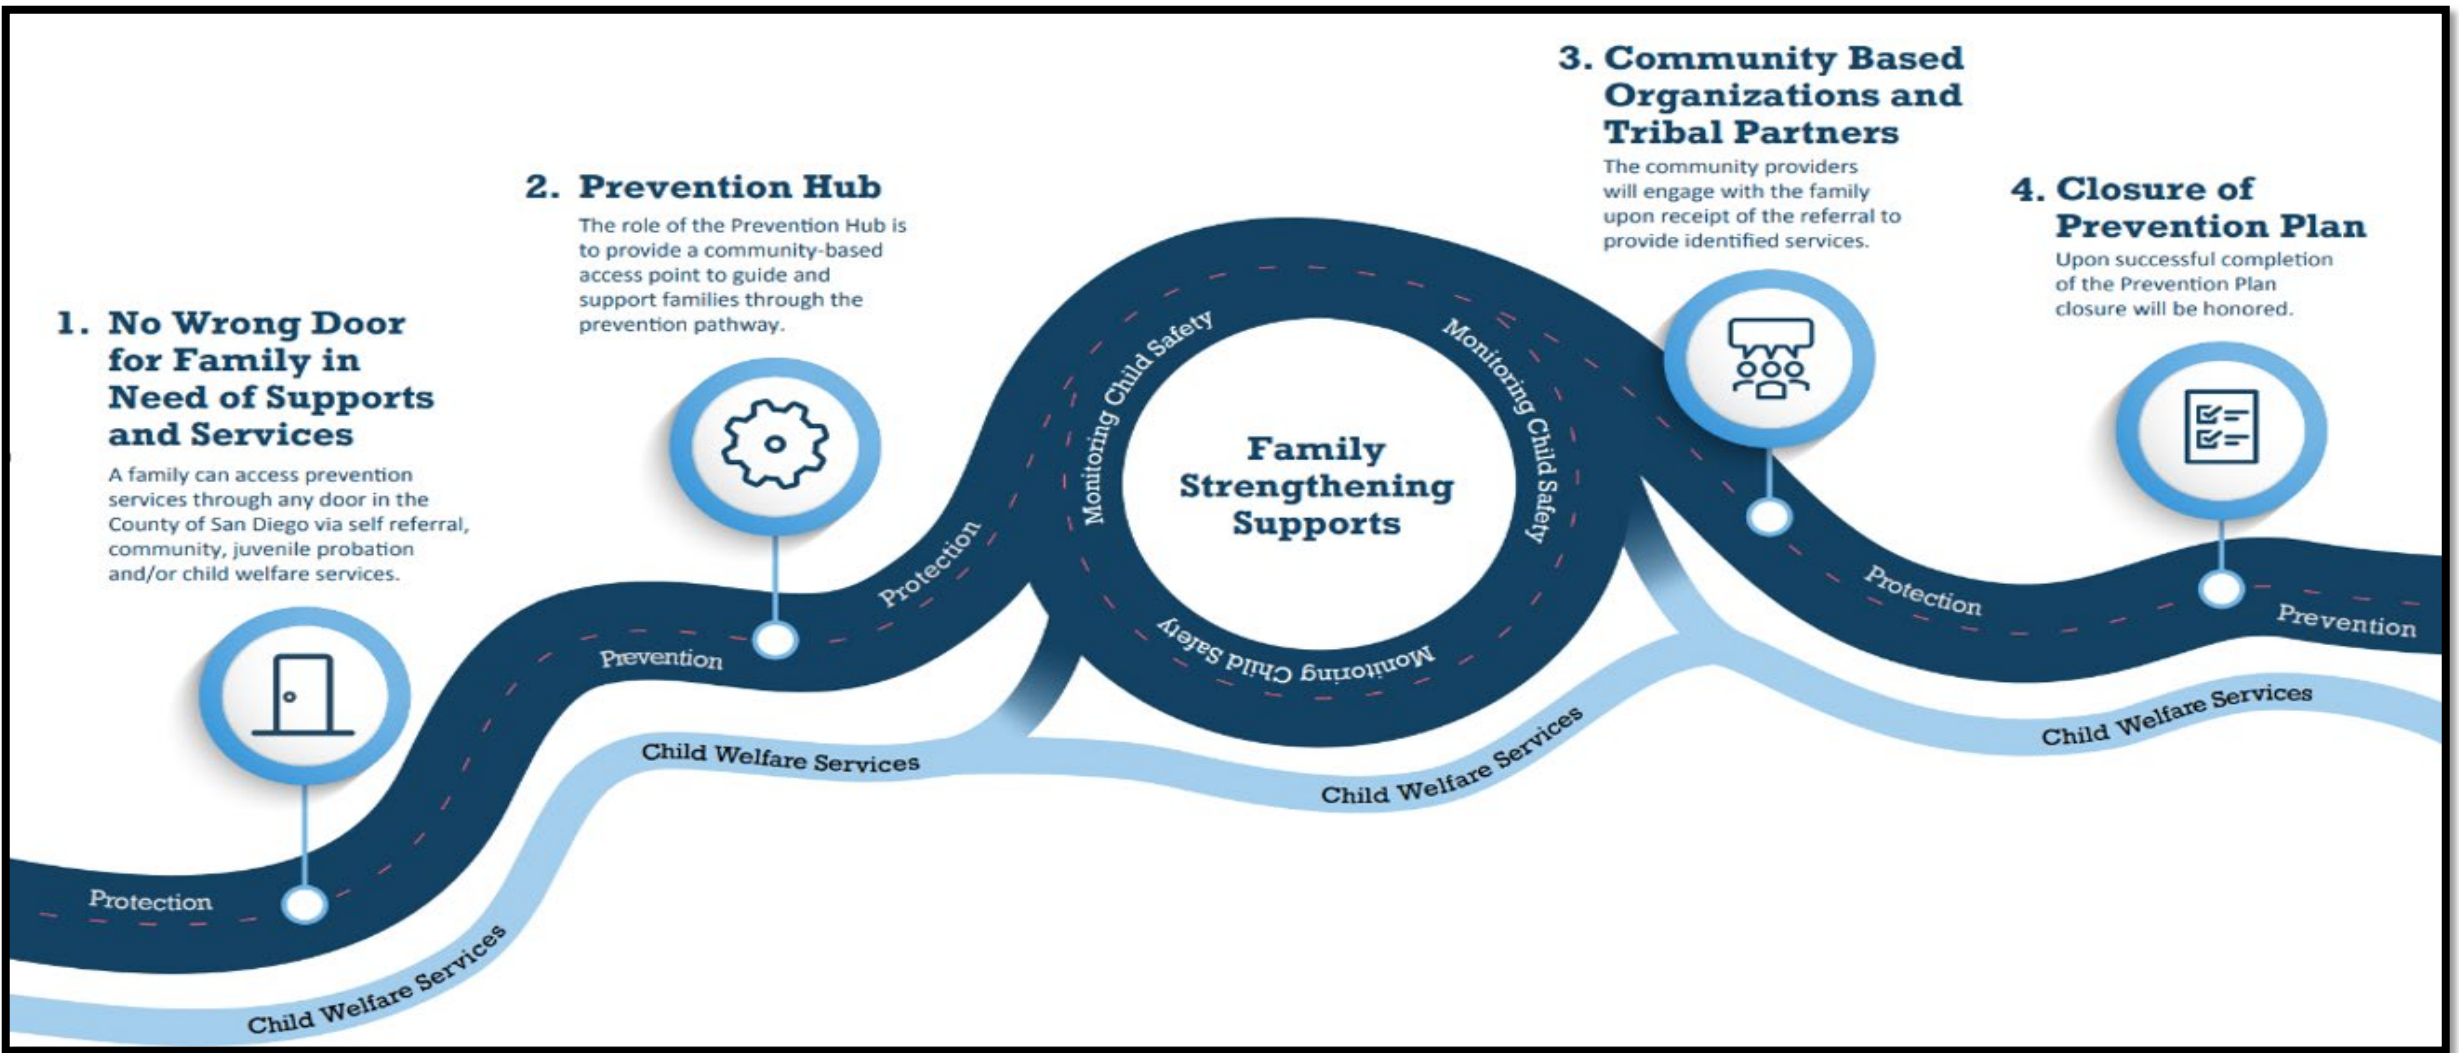 1. No Wrong Door
for Family in
Need of Supports
and Services
A family can access prevention
services through any door in the
County of San Diego via self referral,
community, juvenile probation
and/or child welfare services.
2. Prevention Hub
The role of the Prevention Hub is
to provide a community-based
access point to guide and
support families through the
prevention pathway.
3. Community Based
Organizations and
Tribal Partners
The community providers
will engage with the family
upon receipt of the referral to
provide identified services.
4. Closure of
Prevention Plan
Upon successful completion
of the Prevention Plan
closure will be honored.
Protection
Prevention
Protection
Monitoring Child Safety
Monitoring Child Safety
Monitoring Child Safety
Family
Strengthening
Supports
Protection
Prevention
Child Welfare Services
Child Welfare Services
Child Welfare Services
Child Welfare Services